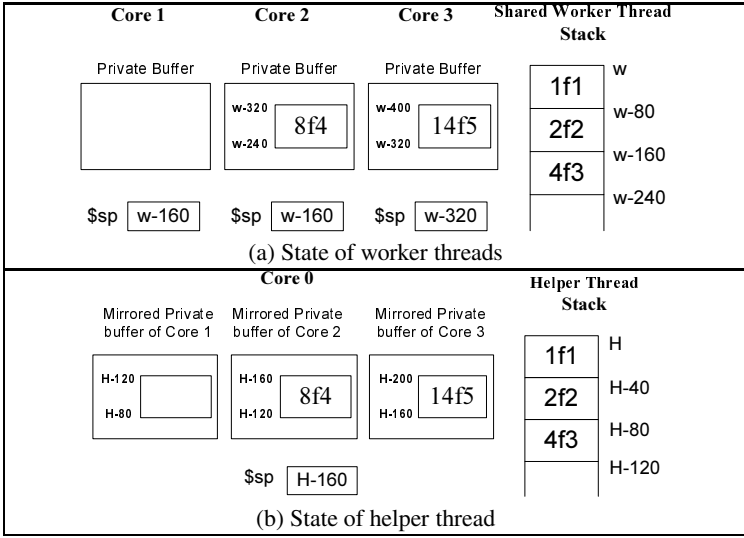 Core 1 Core 2 Core 3 Shared Worker Thread
Stack
Private Buffer Private Buffer Private Buffer
w
1f1
w-320 8f4 w-400 14f5
w-80
w-240 w-320
2f2
w-160
4f3
w-240
$sp w-160 $sp w-160 $sp w-320
(a) State of worker threads
Core 0 Helper Thread
Stack
Mirrored Private Mirrored Private Mirrored Private
buffer of Core 1 buffer of Core 2 buffer of Core 3
H
1f1
H-120 H-160 8f4 H-200 14f5
H-40
2f2
H-80 H-120 H-160
H-80
4f3
H-120
$sp H-160
(b) State of helper thread